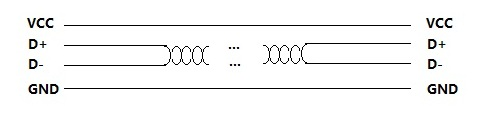 VCC VCC
D+ ... D+
D- ... D-
GND GND